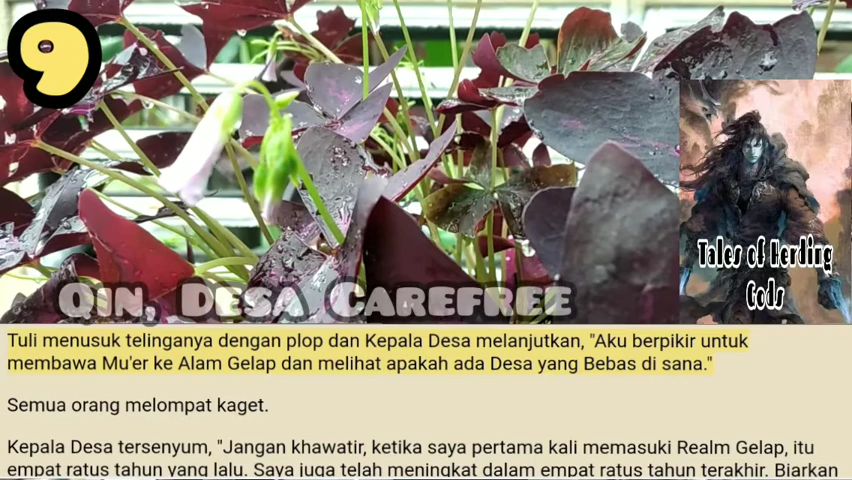 9
Tales of Herding
Gods
Qin, Desa Carefree
Tuli menusuk telinganya dengan plop dan Kepala Desa melanjutkan, "Aku berpikir untuk
membawa Mu'er ke Alam Gelap dan melihat apakah ada Desa yang Bebas di sana."
Semua orang melompat kaget.
Kepala Desa tersenyum, "Jangan khawatir, ketika saya pertama kali memasuki Realm Gelap, itu
empat ratus tahun yang lalu. Saya juga telah meningkat dalam empat ratus tahun terakhir. Biarkan